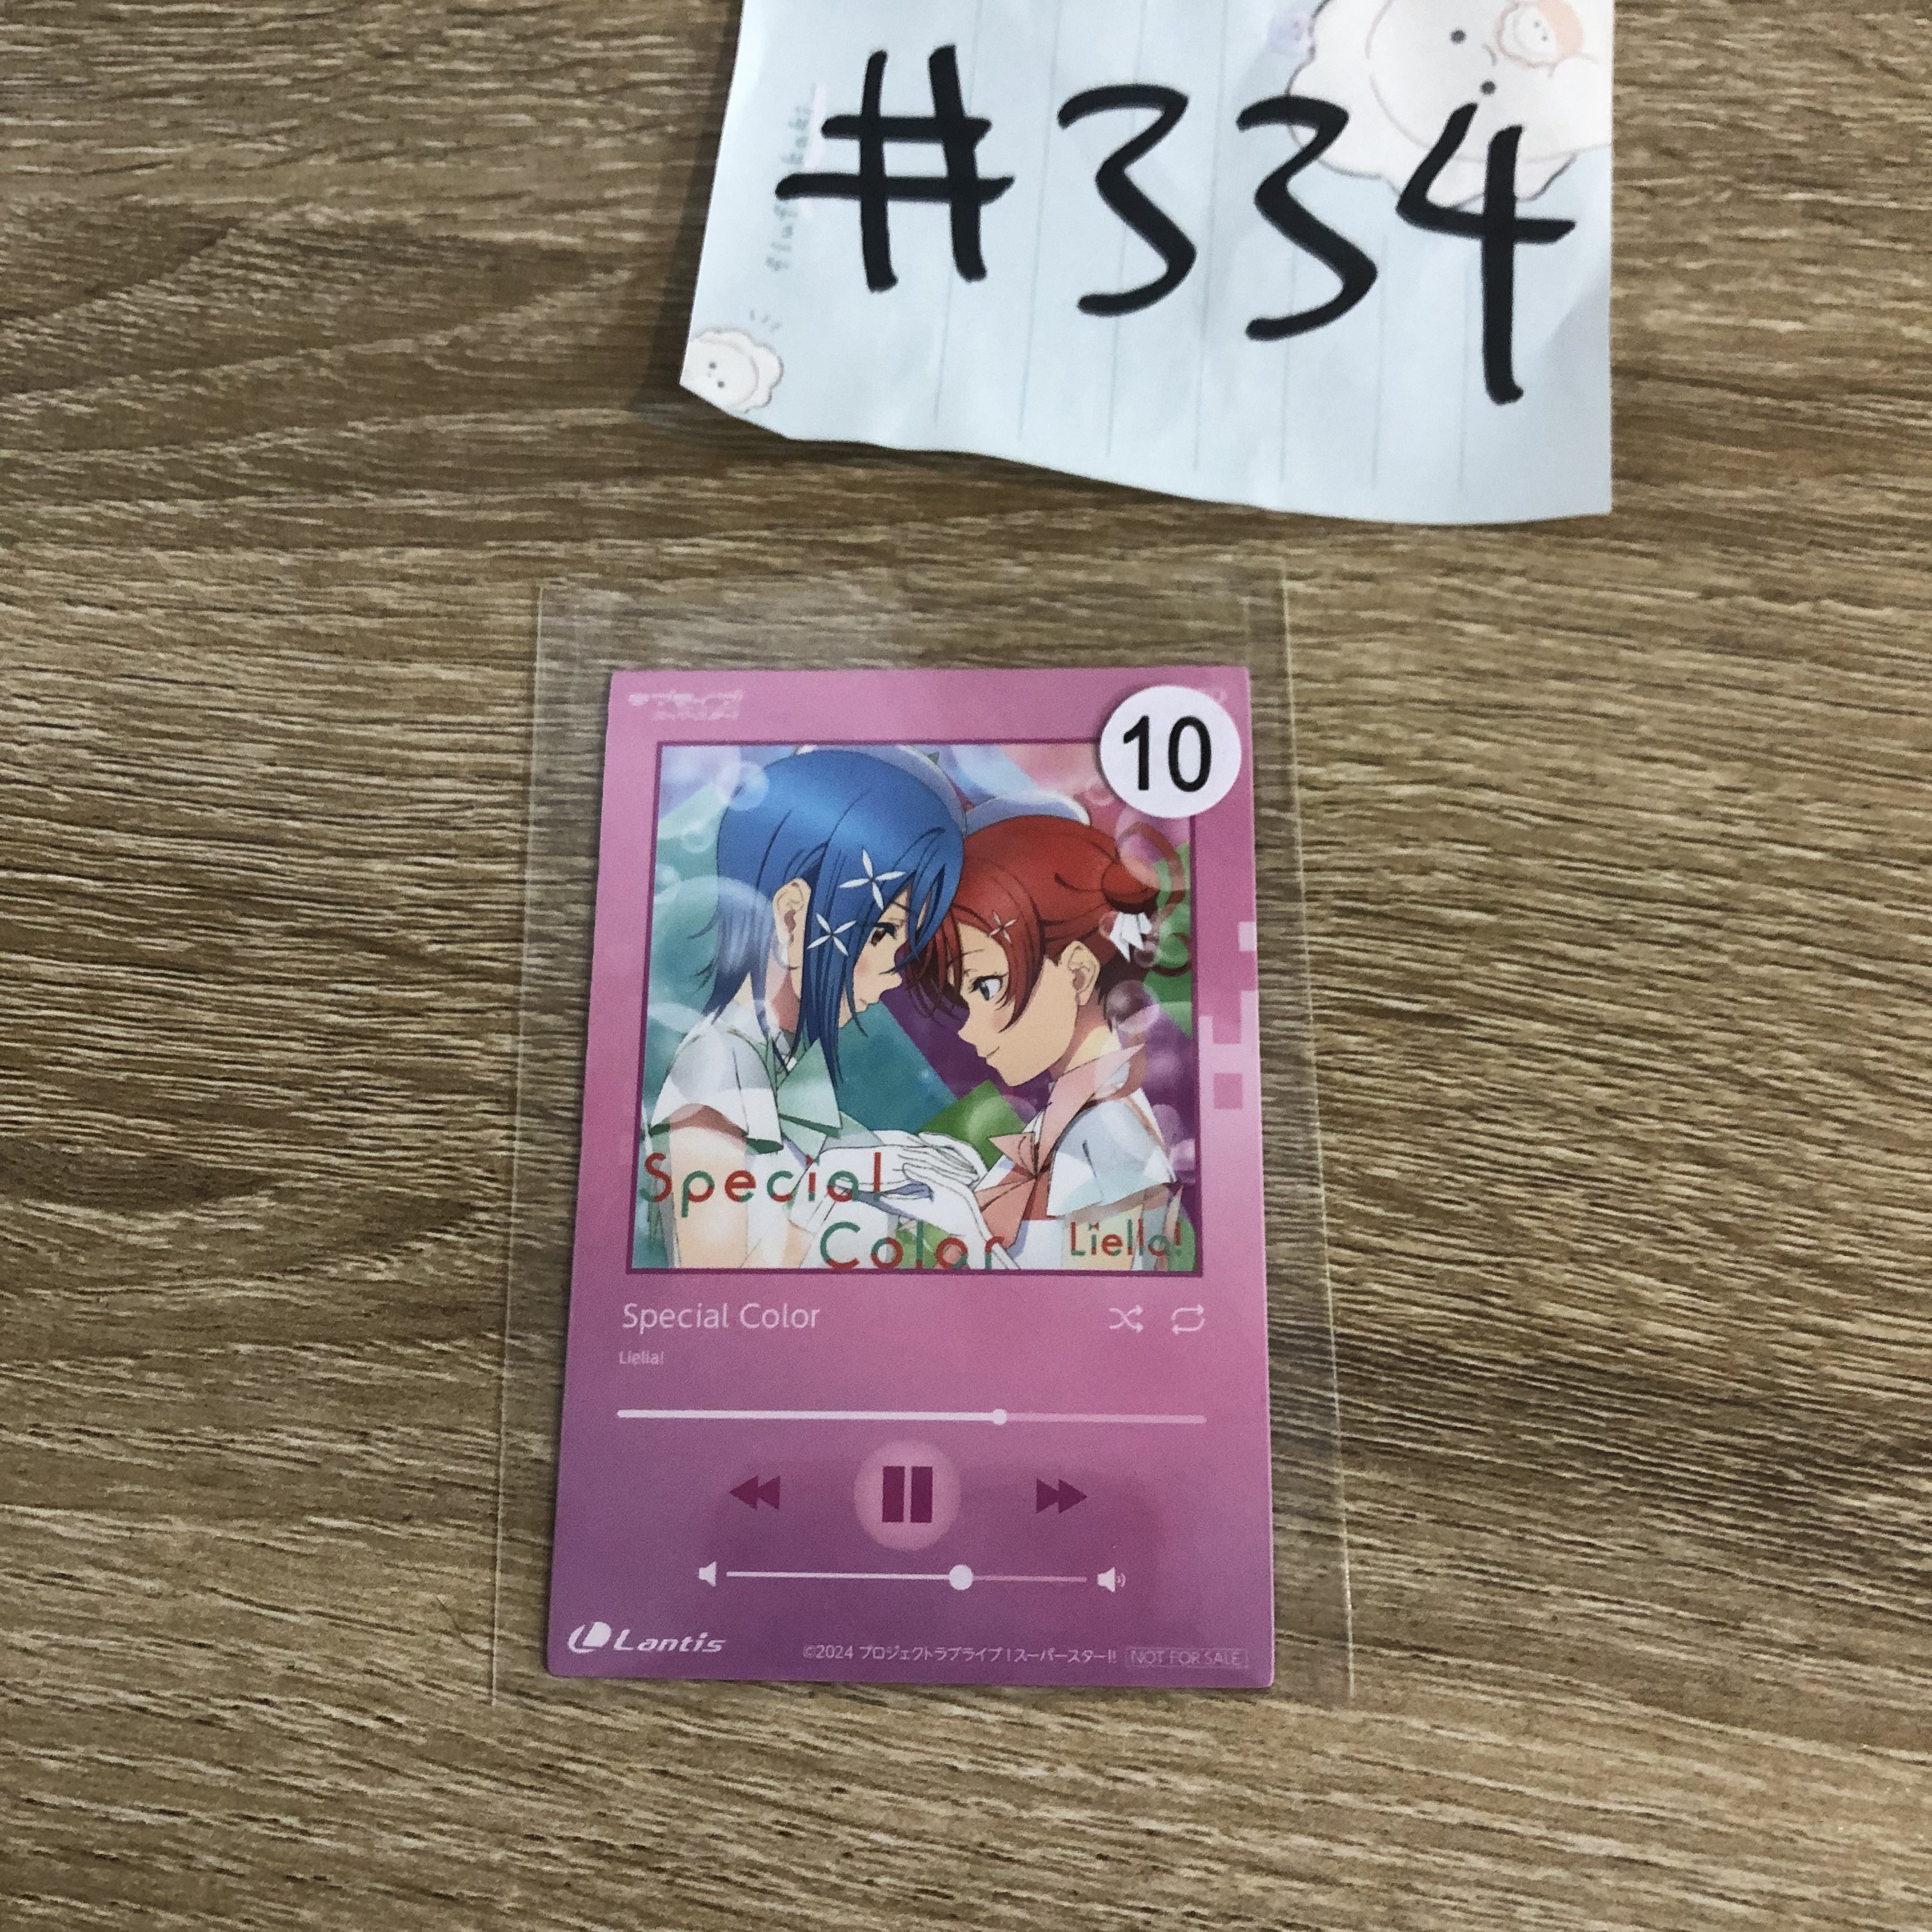 #334
10
Special
Color
Liella!
Special Color
Liella!
Lantis
©2024 プロジェクトラブライブ！スーパースター!!
NOT FOR SALE